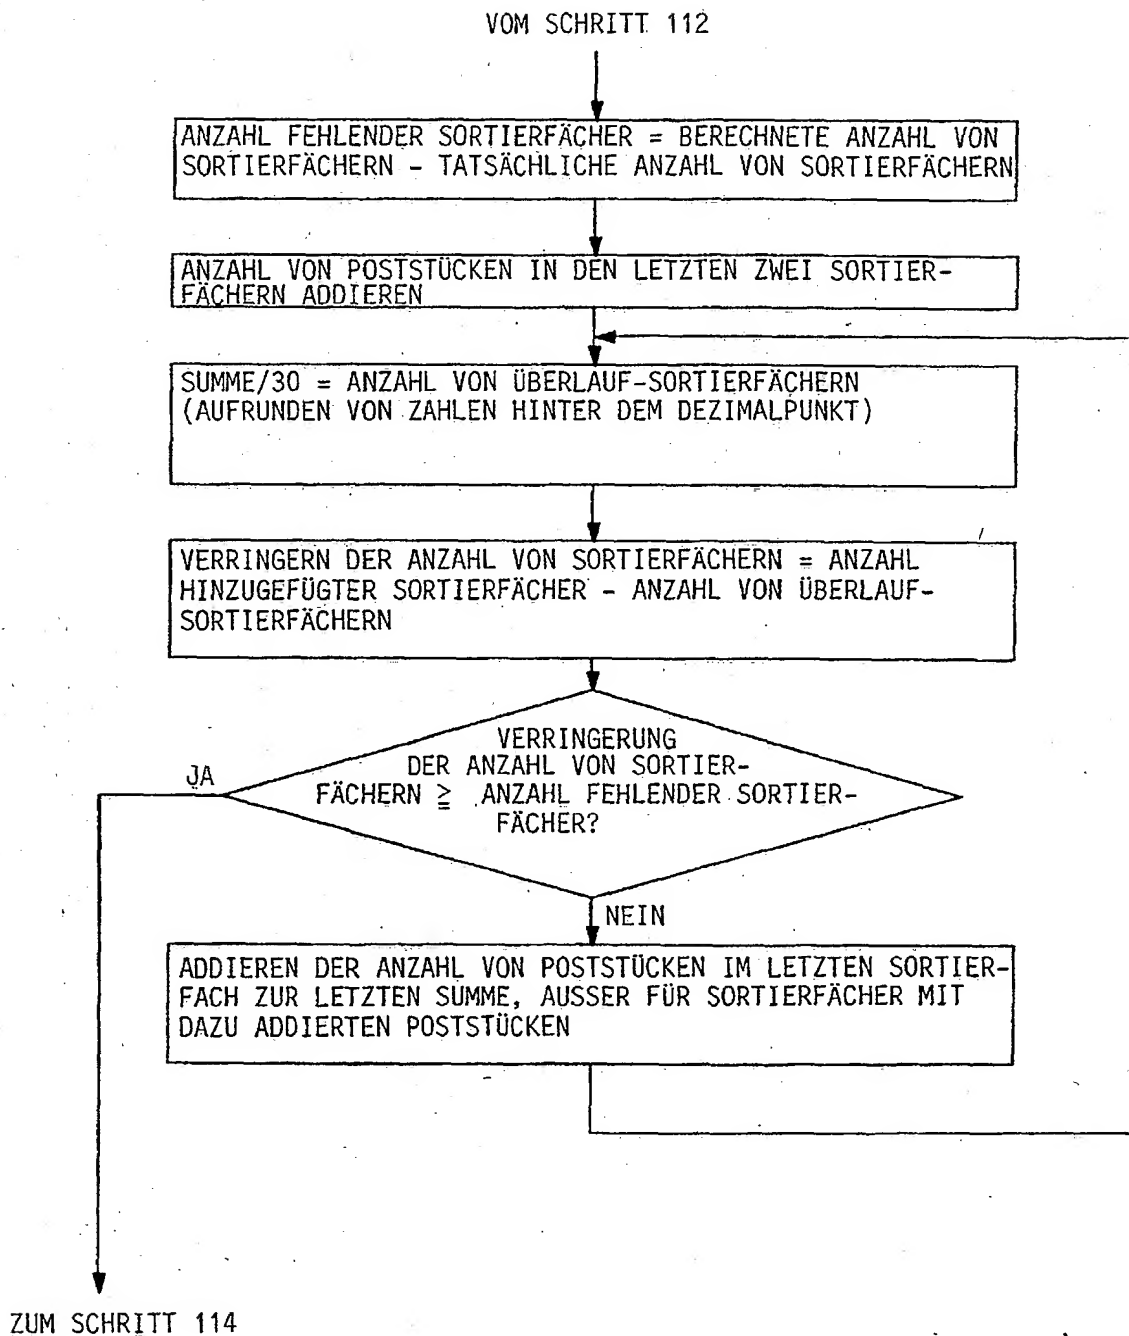 VOM SCHRITT 112
ANZAHL FEHLENDER SORTIERFÄCHER = BERECHNETE ANZAHL VON
SORTIERFÄCHERN - TATSÄCHLICHE ANZAHL VON SORTIERFÄCHERN
ANZAHL VON POSTSTÜCKEN IN DEN LETZTEN ZWEI SORTIER-
FÄCHERN ADDIEREN
SUMME/30 = ANZAHL VON ÜBERLAUF-SORTIERFÄCHERN
(AUFRUNDEN VON ZAHLEN HINTER DEM DEZIMALPUNKT)
VERRINGERN DER ANZAHL VON SORTIERFÄCHERN = ANZAHL
HINZUGEFÜGTER SORTIERFÄCHER - ANZAHL VON ÜBERLAUF-
SORTIERFÄCHERN
VERRINGERUNG
DER ANZAHL VON SORTIER-
FÄCHERN ≧ ANZAHL FEHLENDER SORTIER-
FÄCHER?
JA
NEIN
ADDIEREN DER ANZAHL VON POSTSTÜCKEN IM LETZTEN SORTIER-
FACH ZUR LETZTEN SUMME, AUSSER FÜR SORTIERFÄCHER MIT
DAZU ADDIERTEN POSTSTÜCKEN
ZUM SCHRITT 114